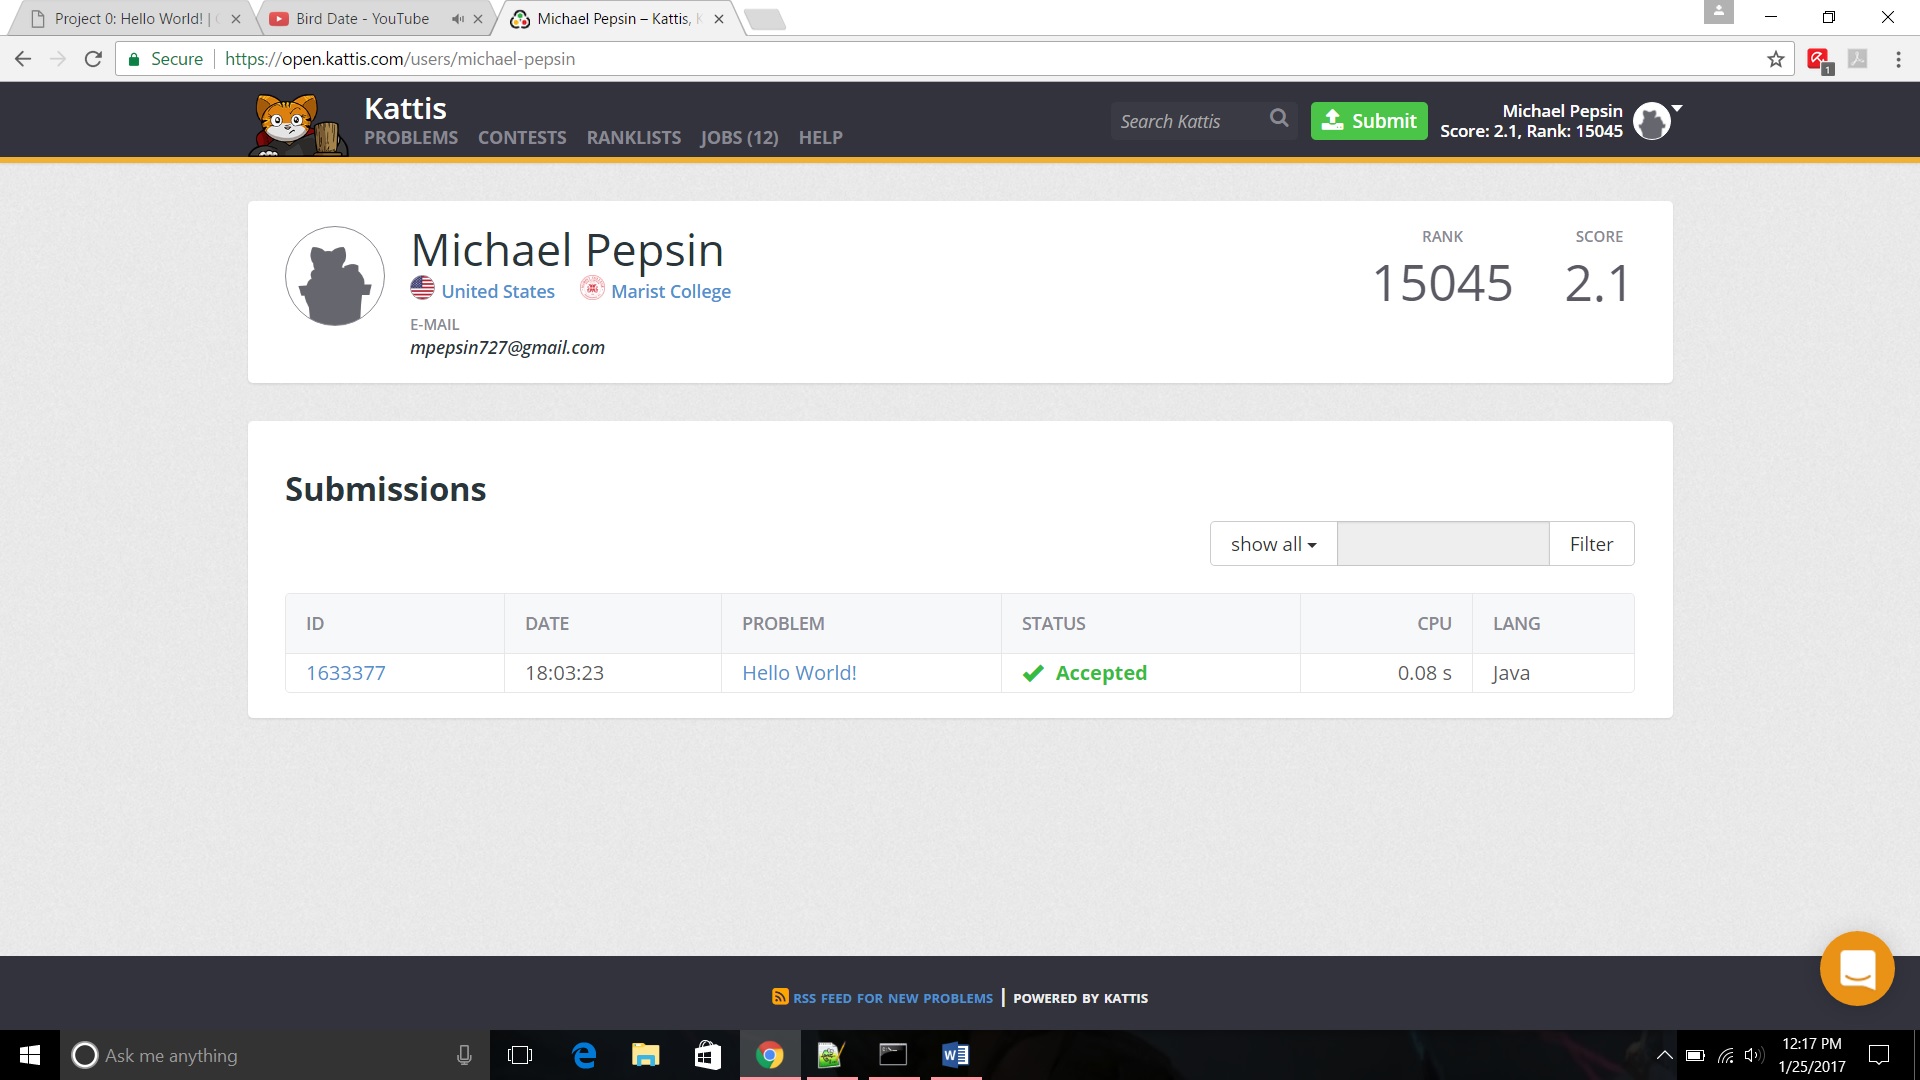 Project 0: Hello World! |
Bird Date - YouTube
Michael Pepsin – Kattis,
Secure
https://open.kattis.com/users/michael-pepsin
1
Kattis
PROBLEMS CONTESTS RANKLISTS JOBS (12) HELP
Search Kattis
Submit
Michael Pepsin
Score: 2.1, Rank: 15045
Michael Pepsin
United States Marist College
E-MAIL
mpepsin727@gmail.com
RANK SCORE
15045 2.1
Submissions
show all Filter
ID DATE PROBLEM STATUS CPU LANG
1633377 18:03:23 Hello World! Accepted 0.08 s Java
RSS FEED FOR NEW PROBLEMS | POWERED BY KATTIS
Ask me anything
12:17 PM
1/25/2017